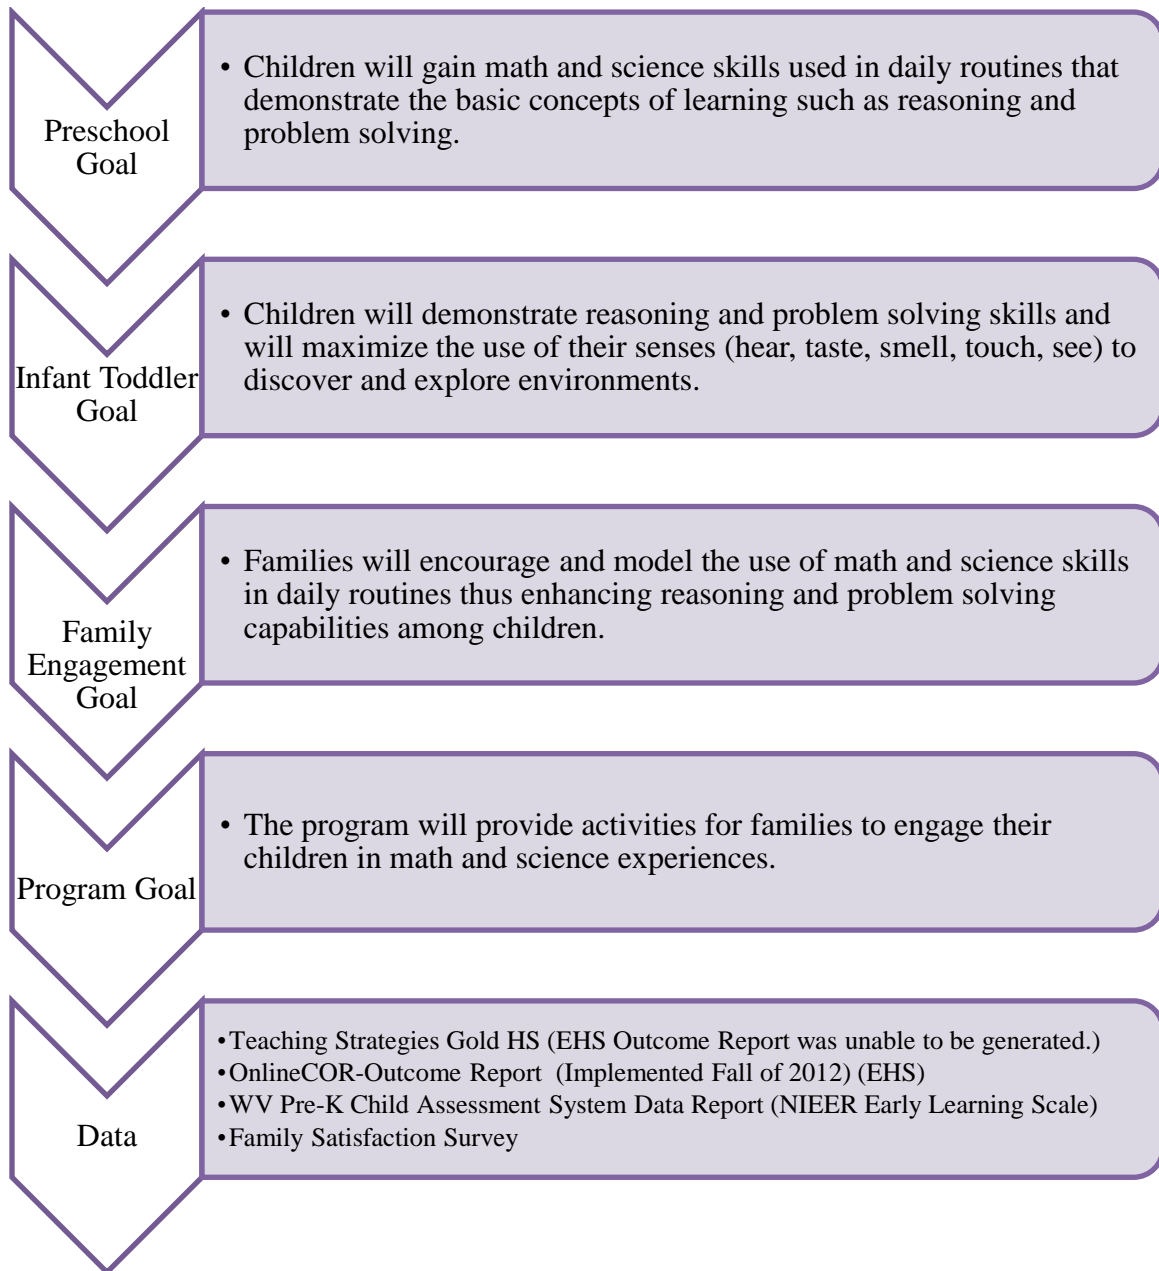 Preschool
Goal
• Children will gain math and science skills used in daily routines that
demonstrate the basic concepts of learning such as reasoning and
problem solving.
Infant Toddler
Goal
• Children will demonstrate reasoning and problem solving skills and
will maximize the use of their senses (hear, taste, smell, touch, see) to
discover and explore environments.
Family
Engagement
Goal
• Families will encourage and model the use of math and science skills
in daily routines thus enhancing reasoning and problem solving
capabilities among children.
Program Goal
• The program will provide activities for families to engage their
children in math and science experiences.
Data
•Teaching Strategies Gold HS (EHS Outcome Report was unable to be generated.)
•OnlineCOR-Outcome Report (Implemented Fall of 2012) (EHS)
•WV Pre-K Child Assessment System Data Report (NIEER Early Learning Scale)
•Family Satisfaction Survey